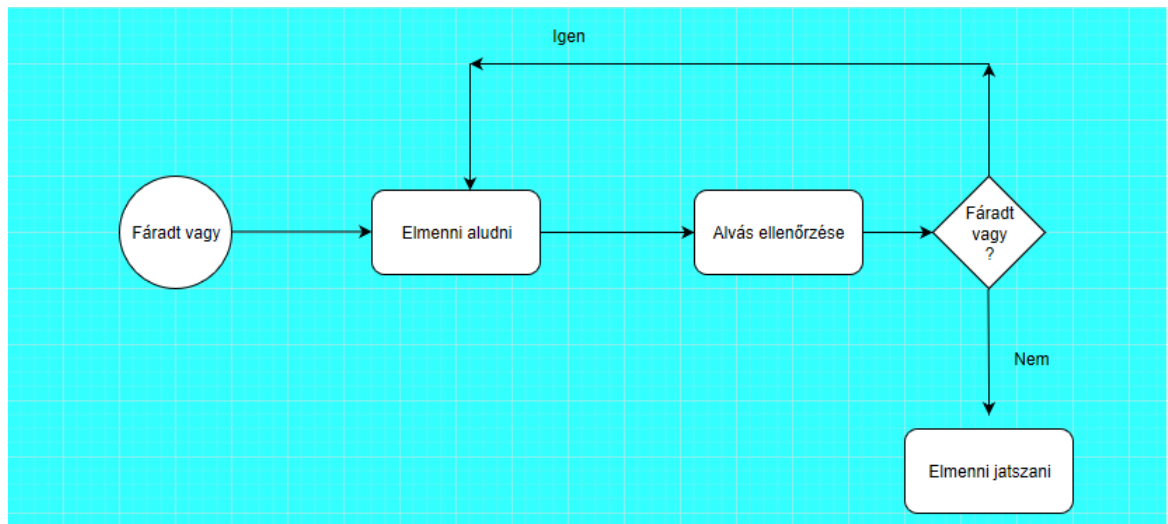 Igen
Fáradt vagy
Elmenni aludni
Alvás ellenőrzése
Fáradt
vagy
?
Nem
Elmenni jatszani